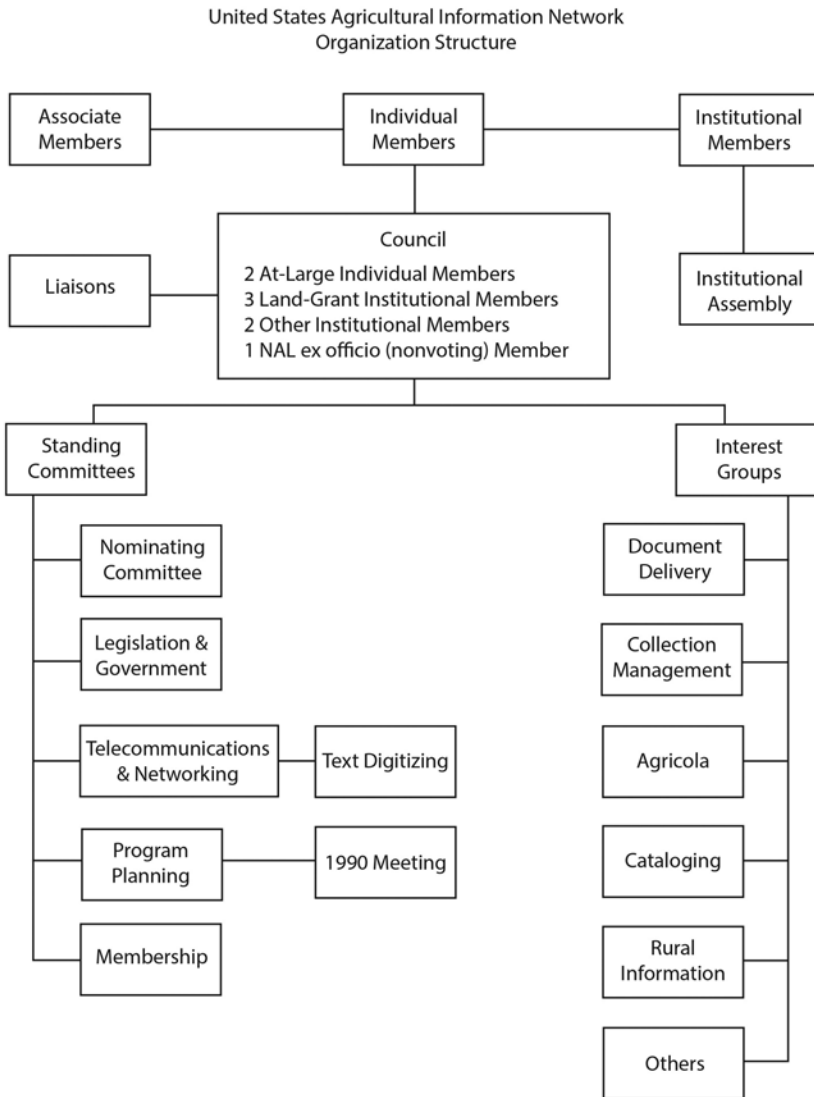 United States Agricultural Information Network
Organization Structure
Associate
Members
Individual
Members
Institutional
Members
Council
2 At-Large Individual Members
3 Land-Grant Institutional Members
2 Other Institutional Members
1 NAL ex officio (nonvoting) Member
Liaisons
Institutional
Assembly
Standing
Committees
Interest
Groups
Nominating
Committee
Document
Delivery
Legislation &
Government
Collection
Management
Telecommunications
& Networking
Text Digitizing
Agricola
Program
Planning
1990 Meeting
Cataloging
Membership
Rural
Information
Others